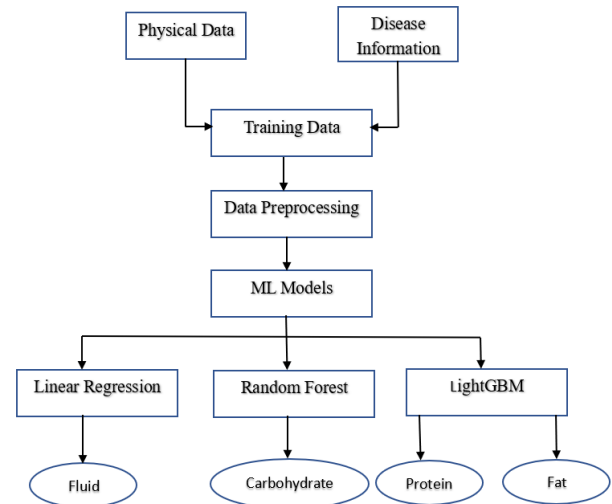 Physical Data
Disease
Information
Training Data
Data Preprocessing
ML Models
Linear Regression
Random Forest
LightGBM
Fluid
Carbohydrate
Protein
Fat